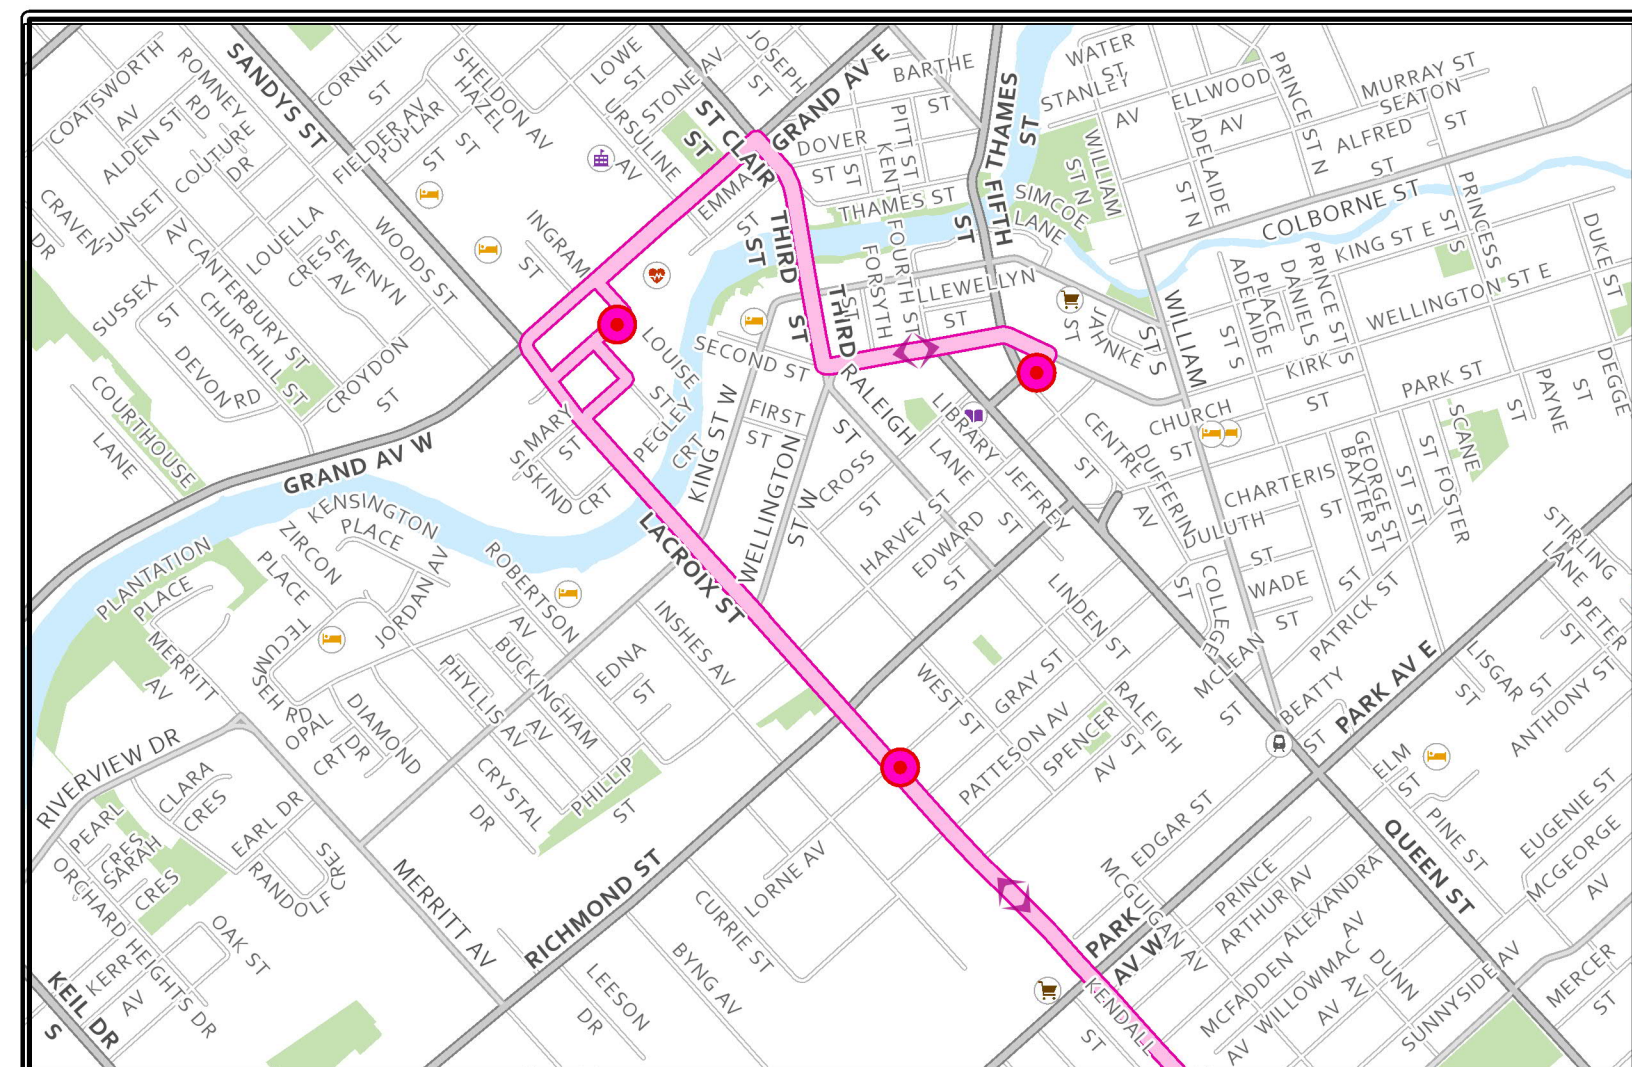 COATSWORTH
AV
ROMNEY
RD
SANDYS ST
CORNHILL
ST
SHELDON AV
HAZEL
ST
LOWE
ST
STONE AV
JOSEPH
ST
GRAND AV E
BARTHE
ST
THAMES
ST
WATER
ST
STANLEY
AV
ELLWOOD
AV
PRINCE ST N
MURRAY ST
SEATON
ST
ALFRED
ST
ALDEN ST
COUTURE
DR
FIELDER AV
POPLAR
ST
URSULINE
AV
ST CLAIR
ST
DOVER
ST
PITT ST
KENT
ST
WILLIAM
ST N
ADELAIDE
ST N
CRAVEN
DR
SUNSET
AV
LOUELLA
CRES
SEMENYN
AV
WOODS ST
INGRAM
ST
EMMA
ST
THIRD
ST
THAMES ST
FIFTH
ST
SIMCOE
LANE
COLBORNE ST
PRINCESS
ST S
KING ST E
DUKE ST
SUSSEX
ST
CANTERBURY ST
CHURCHILL ST
THIRD
ST
FORSYTH
ST
FOURTH ST
LLEWELLYN
ST
JAHNKE
ST
WILLIAM
ST S
ADELAIDE
ST S
PLACE
DANIELS
PRINCE ST S
WELLINGTON ST E
DEVON RD
CROYDON
ST
LOUISE
ST
SECOND ST
RALEIGH
ST
KIRK
ST
PARK ST
PAYNE
ST
DEGGE
ST
COURTHOUSE
LANE
GRAND AV W
MARY
ST
SISKIND CRT
PEGLEY
CRT
KING ST W
FIRST
ST
WELLINGTON
ST W
CROSS
ST
LIBRARY
LANE
CENTRE
ST
CHURCH
ST
DUFFERIN
AV
CHARTERIS
ST
GEORGE ST
BAXTER ST
ST
FOSTER
ST
SCANE
ST
KENSINGTON
PLACE
ZIRCON
PLACE
JORDAN AV
ROBERTSON
AV
LACROIX ST
HARVEY ST
EDWARD
ST
JEFFREY
ST
DULUTH
ST
WADE
ST
COLLEGE
ST
PATRICK ST
STIRLING
LANE
PETER
ST
PLANTATION
PLACE
MERRITT
AV
TECUMSEH RD
OPAL
CRT
DIAMOND
DR
PHYLLIS
AV
BUCKINGHAM
AV
EDNA
ST
INSHES AV
WEST ST
GRAY ST
LINDEN ST
MCLEAN
ST
BEATTY
ST
PARK AV E
LISGAR
ST
ANTHONY ST
RIVERVIEW DR
CLARA
CRES
PEARL
CRES
SARAH
CRES
EARL DR
RANDOLF
CRES
CRYSTAL
DR
PHILLIP
ST
PATTESON AV
SPENCER
AV
RALEIGH
ST
ELM
ST
EDGAR ST
PINE ST
EUGENIE ST
MCGEORGE
AV
ORCHARD HEIGHTS DR
OAK ST
KERR
AV
MERRITT AV
RICHMOND ST
LORNE AV
CURRIE ST
BYNG AV
LEESON
DR
PARK
AV W
MCGUIGAN AV
PRINCE
ARTHUR AV
ALEXANDRA
AV
QUEEN ST
KENDALL
ST
MCFADDEN
AV
WILLOWMAC
AV
DUNN
AV
SUNNYSIDE AV
MERCER
ST
KEIL DR
S